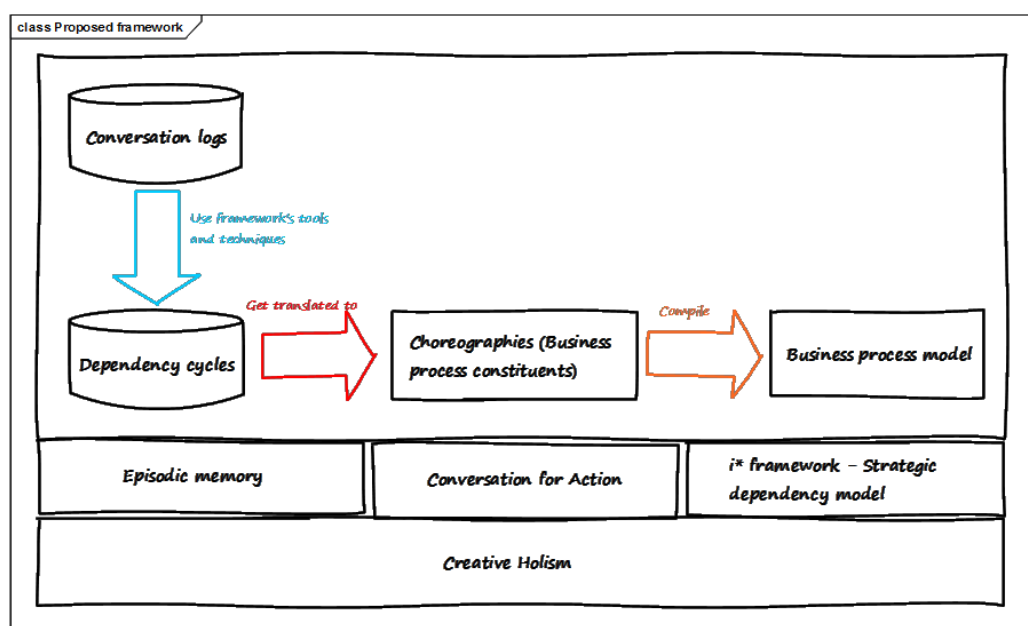 class Proposed framework
Conversation logs
Use framework's tools
and techniques
Get translated to
Compile
Dependency cycles
Choreographies (Business
process constituents)
Business process model
Episodic memory
Conversation for Action
i* framework – Strategic
dependency model
Creative Holism